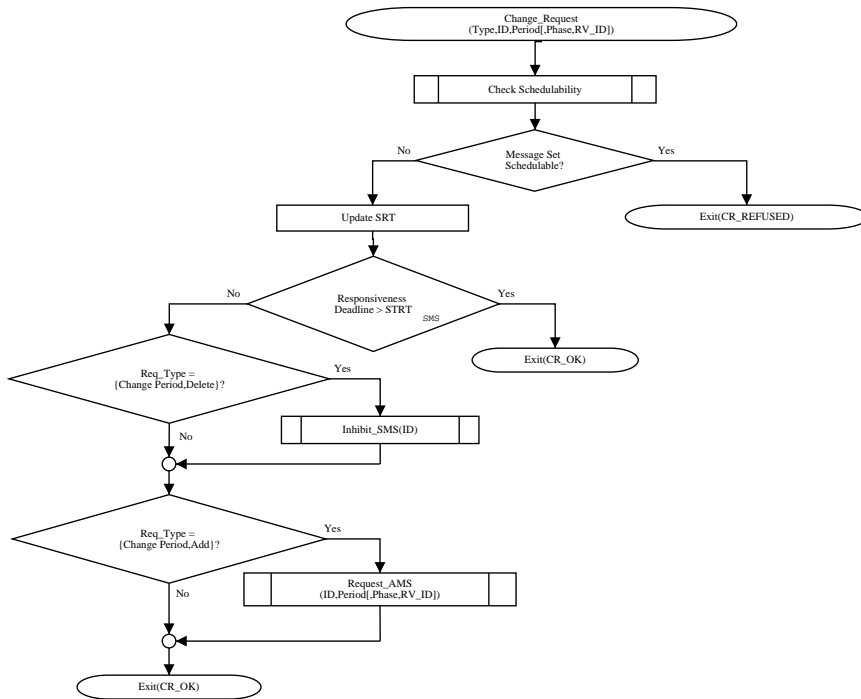 Change_Request
(Type,ID,Period[,Phase,RV_ID])
Check Schedulability
No
Message Set
Schedulable?
Yes
Update SRT
Exit(CR_REFUSED)
No
Responsiveness
Deadline > STRT
SMS
Yes
Exit(CR_OK)
Req_Type =
{Change Period,Delete}?
Yes
Inhibit_SMS(ID)
No
Req_Type =
{Change Period,Add}?
Yes
Request_AMS
(ID,Period[,Phase,RV_ID])
No
Exit(CR_OK)